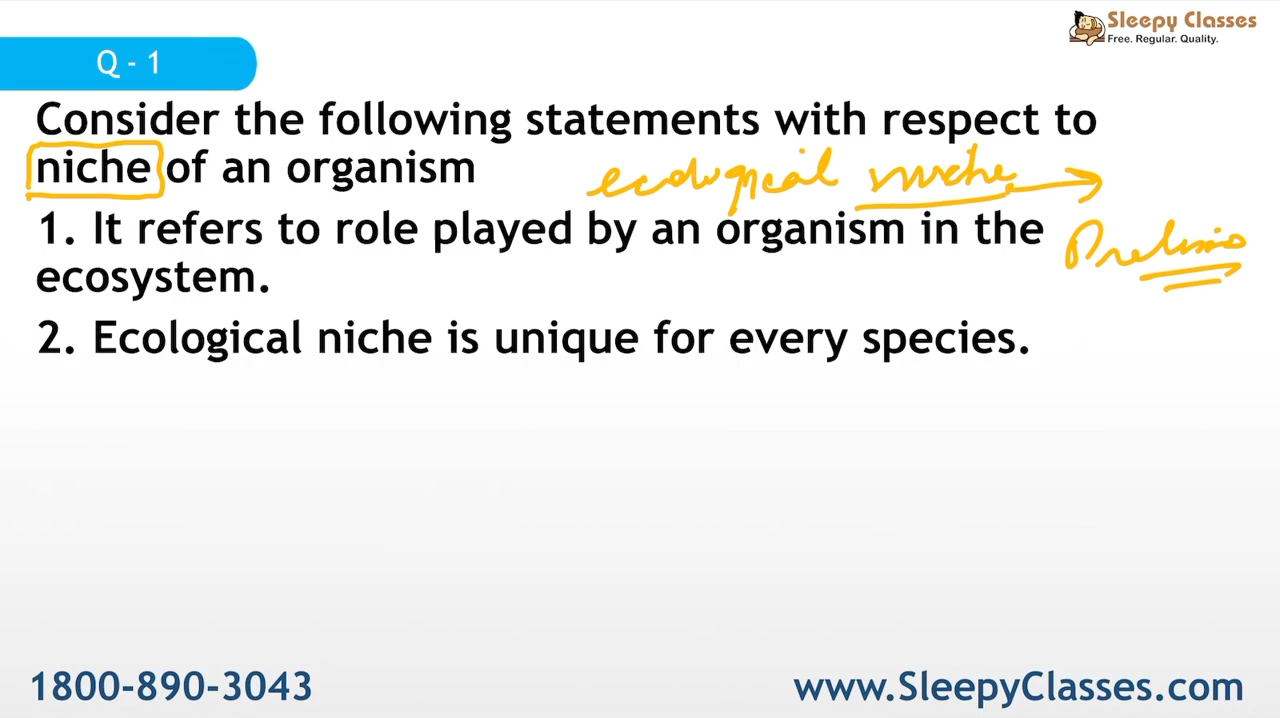 Sleepy Classes
Free. Regular. Quality.
Q - 1
Consider the following statements with respect to
niche of an organism
ecological niche
1. It refers to role played by an organism in the
Prelims
ecosystem.
2. Ecological niche is unique for every species.
1800-890-3043
www.SleepyClasses.com